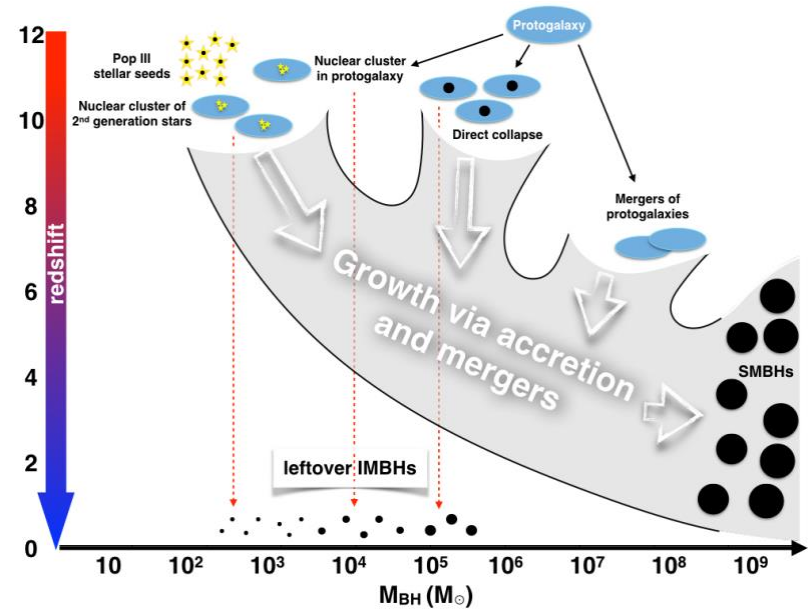 12
10
8
6
4
2
0
redshift
Pop III
stellar seeds
Nuclear cluster of
2nd generation stars
Nuclear cluster
in protogalaxy
Protogalaxy
Direct collapse
Mergers of
protogalaxies
Growth via accretion
and mergers
SMBHs
leftover IMBHs
10 10² 10³ 10⁴ 10⁵ 10⁶ 10⁷ 10⁸ 10⁹
M_BH (M☉)